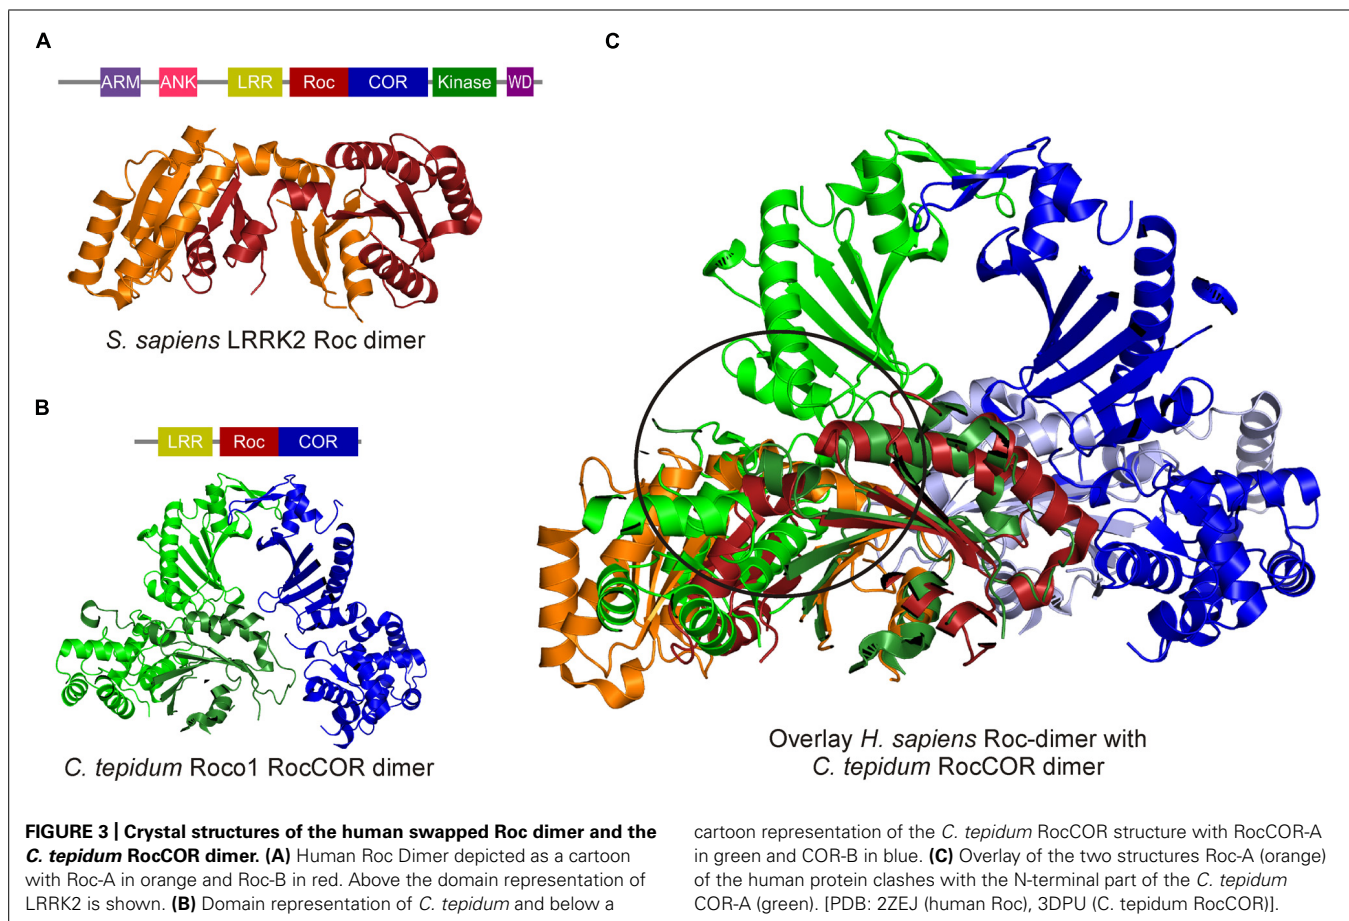 A
ARM ANK LRR Roc COR Kinase WD
S. sapiens LRRK2 Roc dimer
B
LRR Roc COR
C. tepidum Roco1 RocCOR dimer
C
Overlay H. sapiens Roc-dimer with
C. tepidum RocCOR dimer
FIGURE 3 | Crystal structures of the human swapped Roc dimer and the
C. tepidum RocCOR dimer. (A) Human Roc Dimer depicted as a cartoon
with Roc-A in orange and Roc-B in red. Above the domain representation of
LRRK2 is shown. (B) Domain representation of C. tepidum and below a
cartoon representation of the C. tepidum RocCOR structure with RocCOR-A
in green and COR-B in blue. (C) Overlay of the two structures Roc-A (orange)
of the human protein clashes with the N-terminal part of the C. tepidum
COR-A (green). [PDB: 2ZEJ (human Roc), 3DPU (C. tepidum RocCOR)].